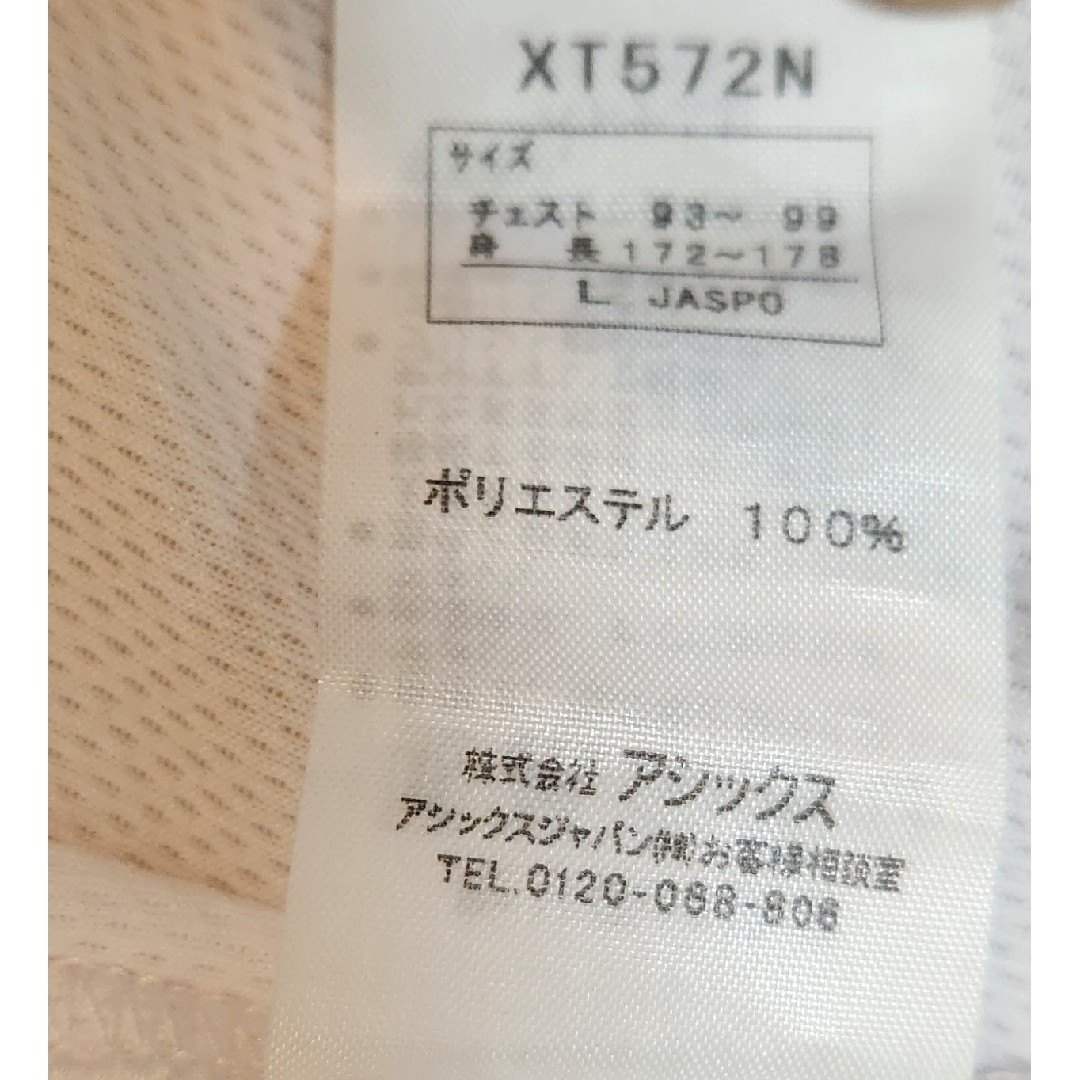 XT572N
サイズ
チェスト 93～ 99
身 長 172～178
L JASPO
ポリエステル 100%
株式会社 アシックス
アシックスジャパン㈱お客様相談室
TEL.0120-068-806